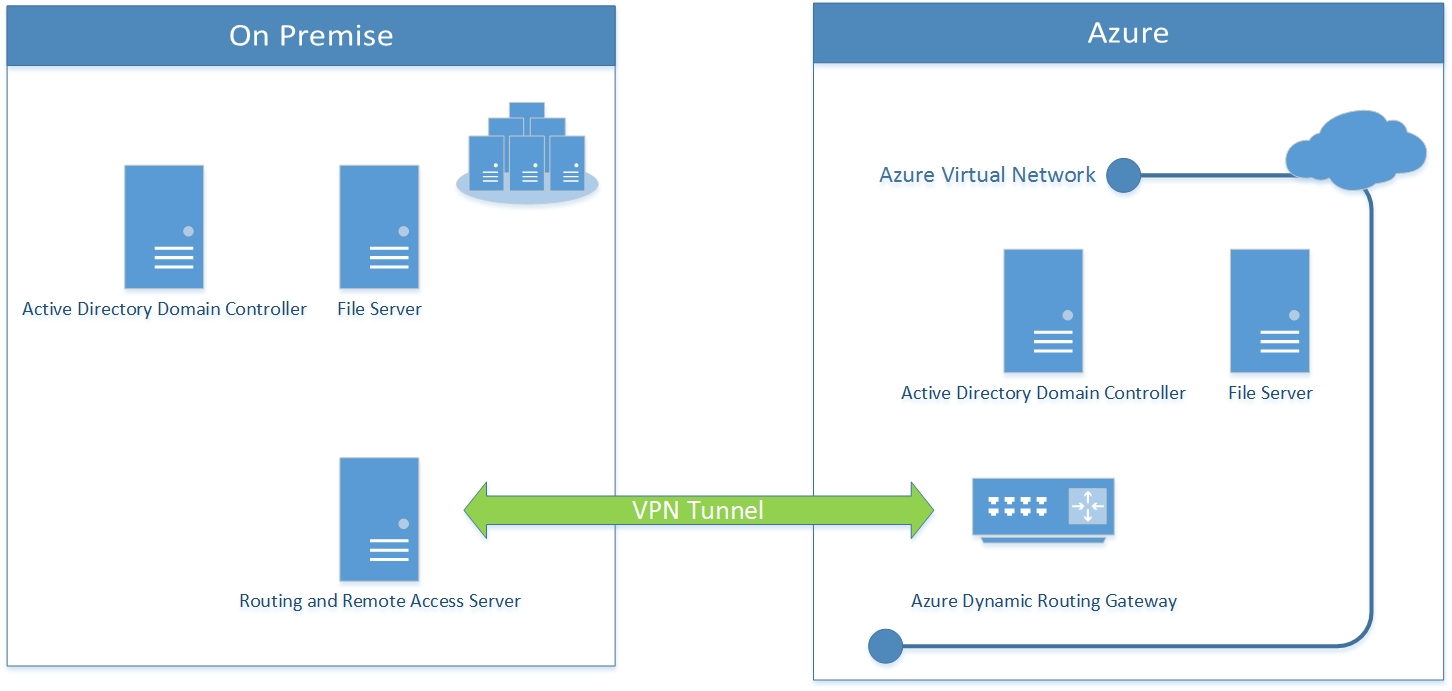 On Premise
Azure
Azure Virtual Network
Active Directory Domain Controller
File Server
Active Directory Domain Controller
File Server
VPN Tunnel
Routing and Remote Access Server
Azure Dynamic Routing Gateway